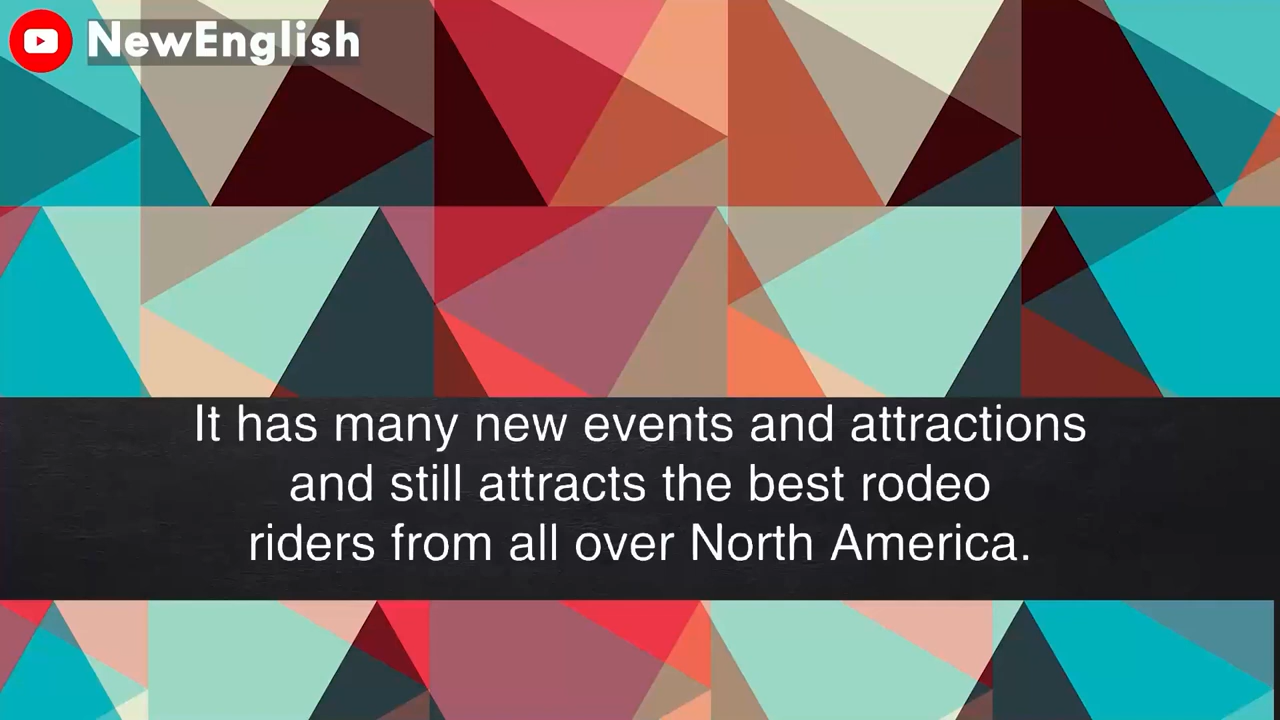 NewEnglish
It has many new events and attractions
and still attracts the best rodeo
riders from all over North America.